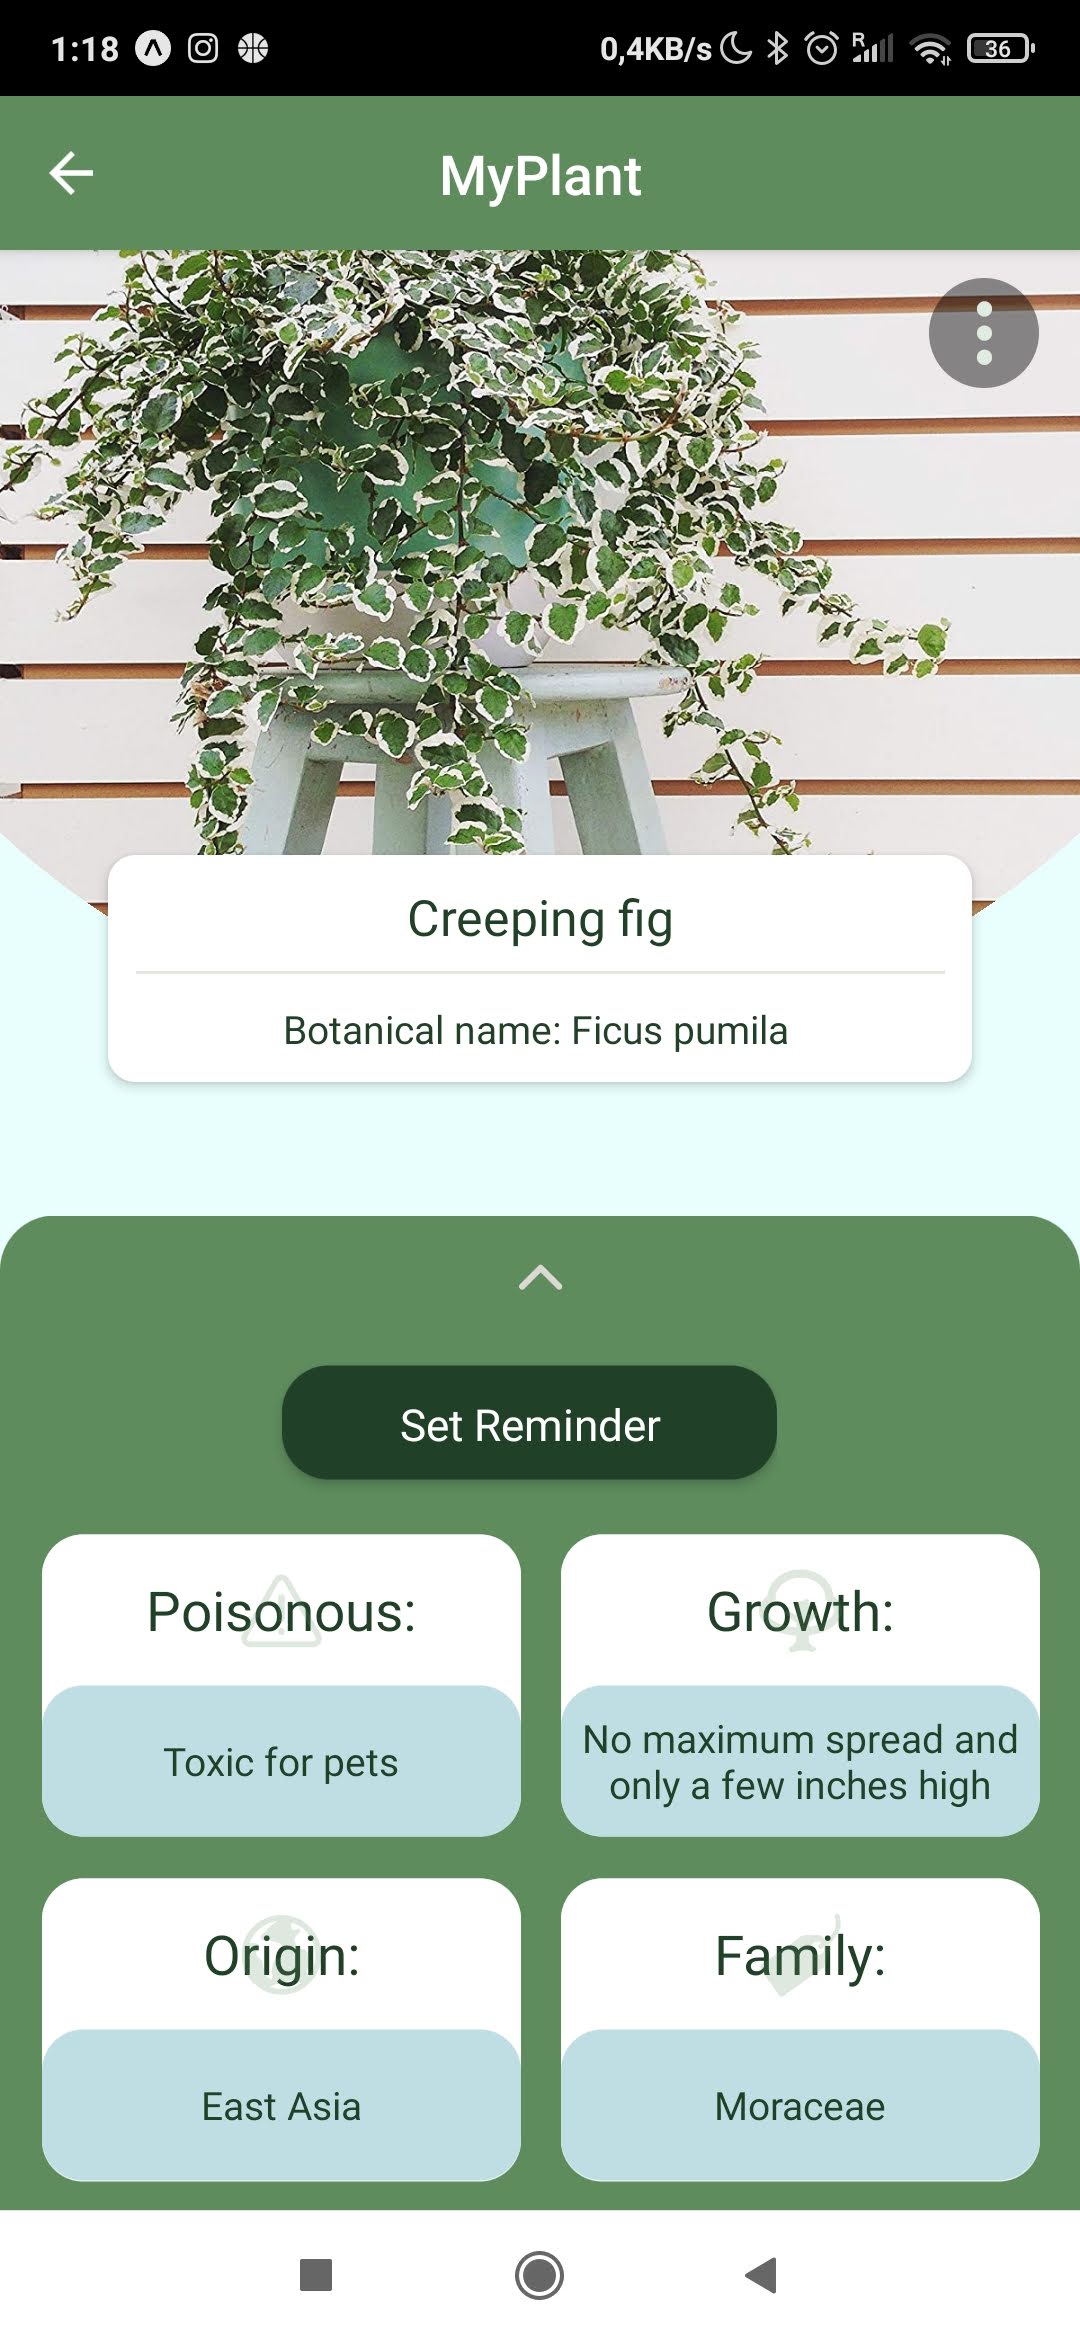 1:18 0,4KB/s R 36
MyPlant
Creeping fig
Botanical name: Ficus pumila
Set Reminder
Poisonous: Growth:
Toxic for pets
No maximum spread and
only a few inches high
Origin: Family:
East Asia Moraceae